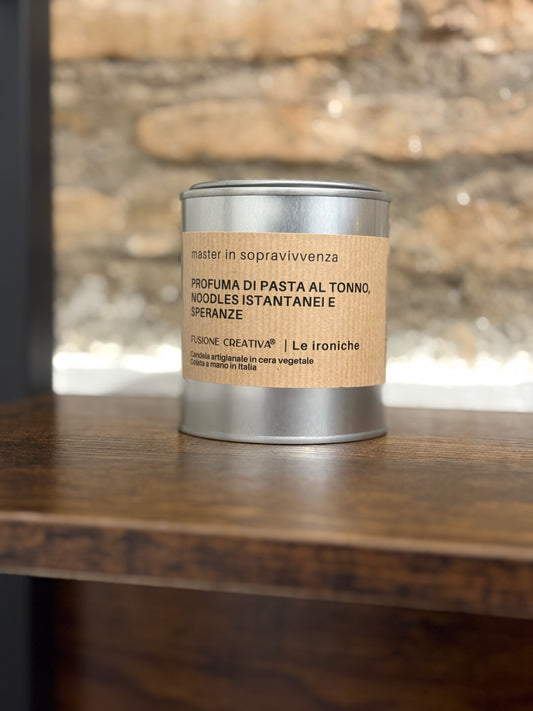 master in sopravvivenza
PROFUMA DI PASTA AL TONNO,
NOODLES ISTANTANEI E
SPERANZE
FUSIONE CREATIVA® | Le ironiche
Candela artigianale in cera vegetale
Colata a mano in Italia